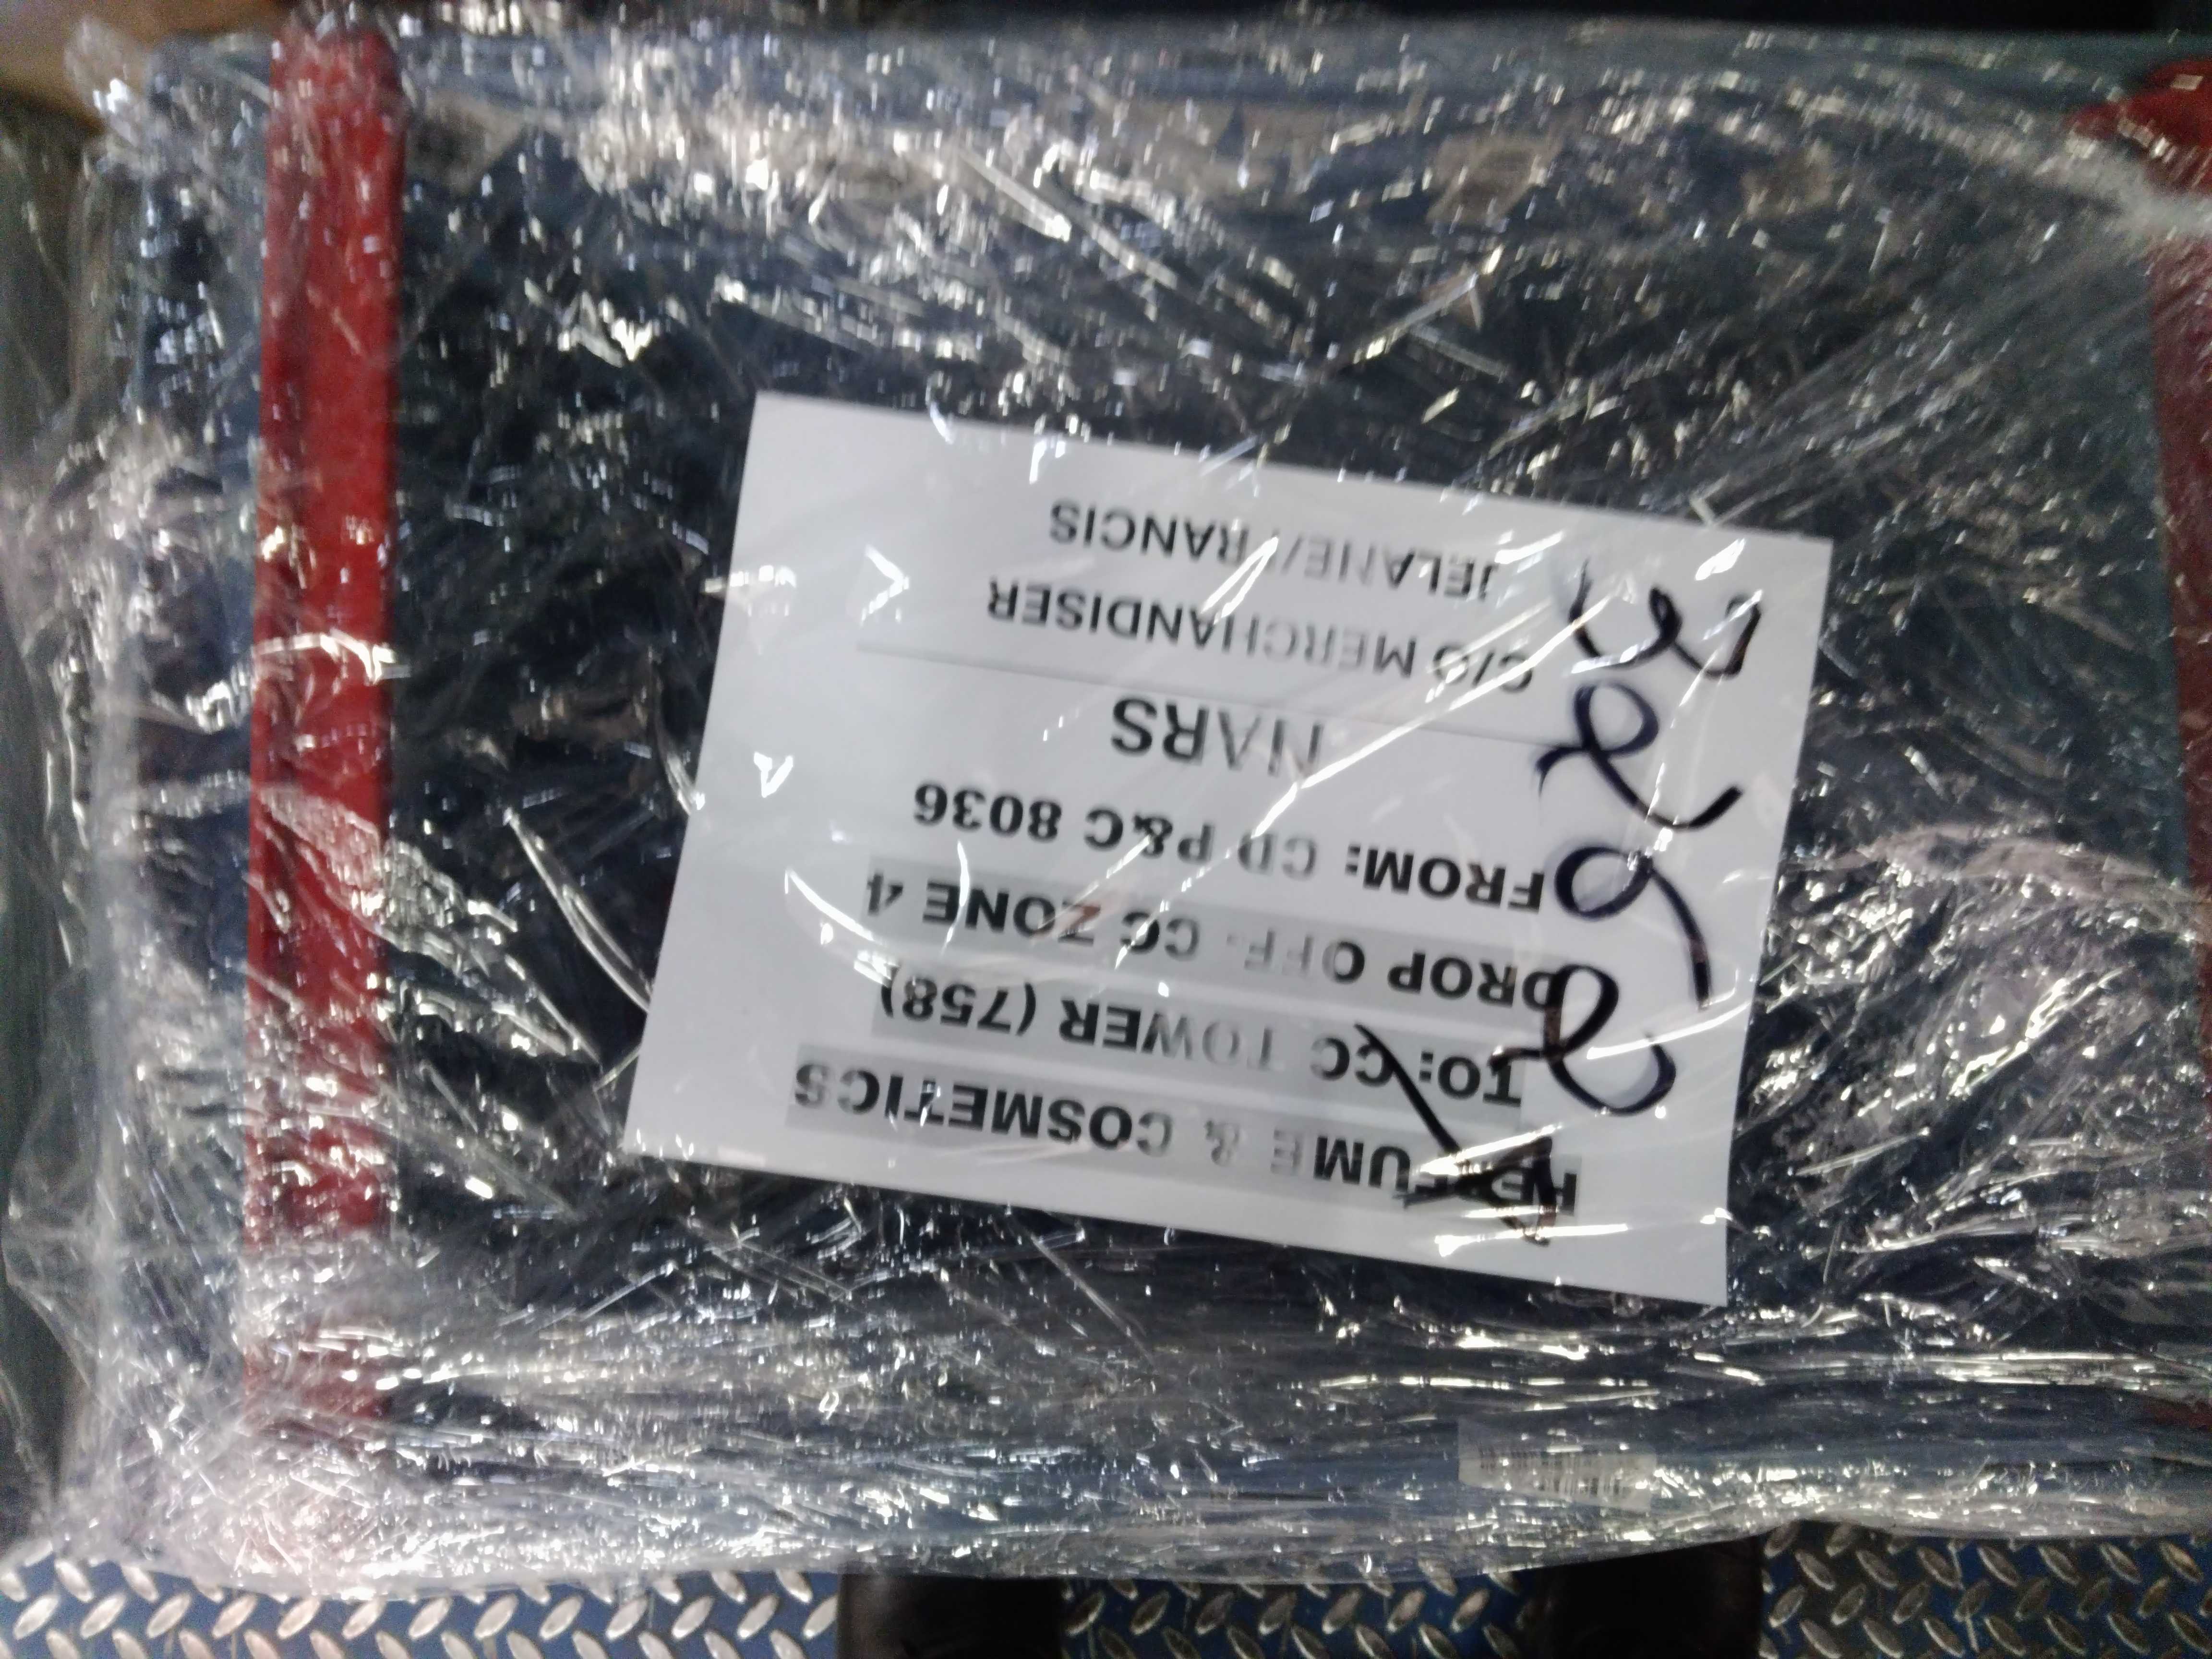 PERFUME & COSMETICS
TO: CC TOWER (758)
DROP OFF: CC ZONE 4
FROM: CD P&C 8036
NARS
C/O MERCHANDISER
JELANE/FRANCIS